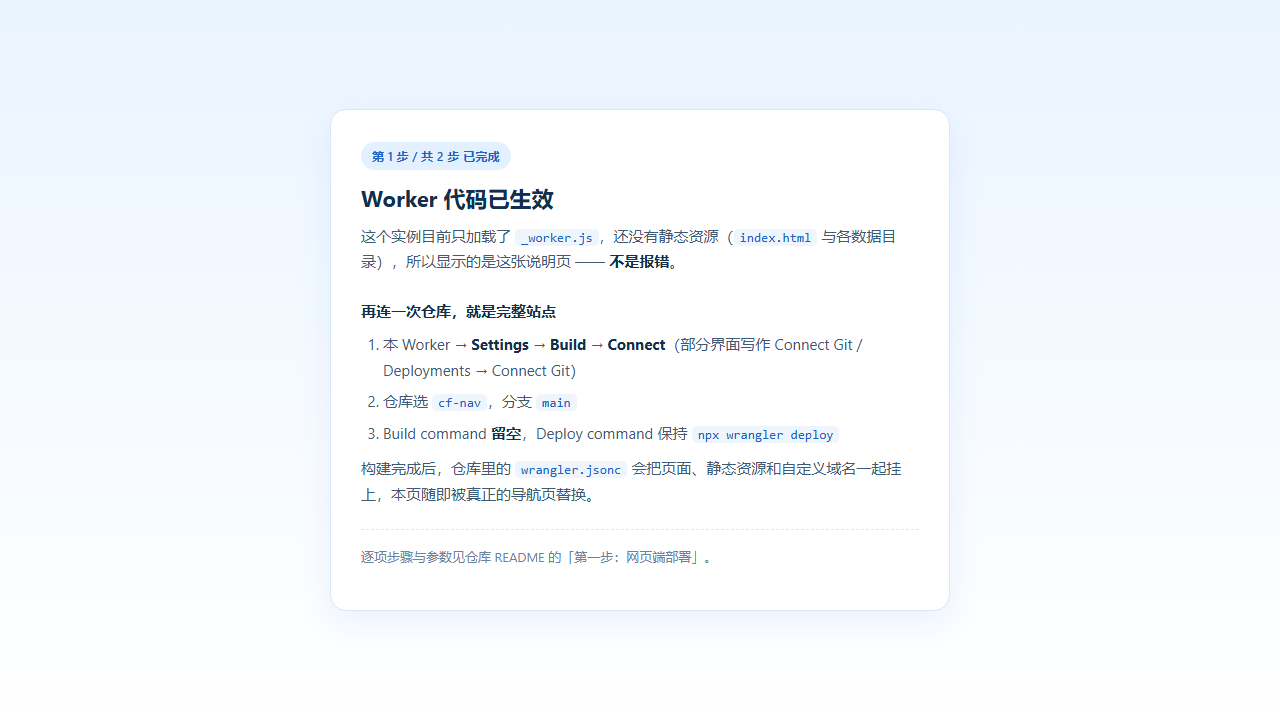 第 1 步 / 共 2 步 已完成
Worker 代码已生效
这个实例目前只加载了 _worker.js，还没有静态资源（index.html 与各数据目
录），所以显示的是这张说明页 —— 不是报错。
再连一次仓库，就是完整站点
1. 本 Worker → Settings → Build → Connect（部分界面写作 Connect Git /
Deployments → Connect Git）
2. 仓库选 cf-nav，分支 main
3. Build command 留空，Deploy command 保持 npx wrangler deploy
构建完成后，仓库里的 wrangler.jsonc 会把页面、静态资源和自定义域名一起挂
上，本页随即被真正的导航页替换。
逐项步骤与参数见仓库 README 的「第一步：网页端部署」。